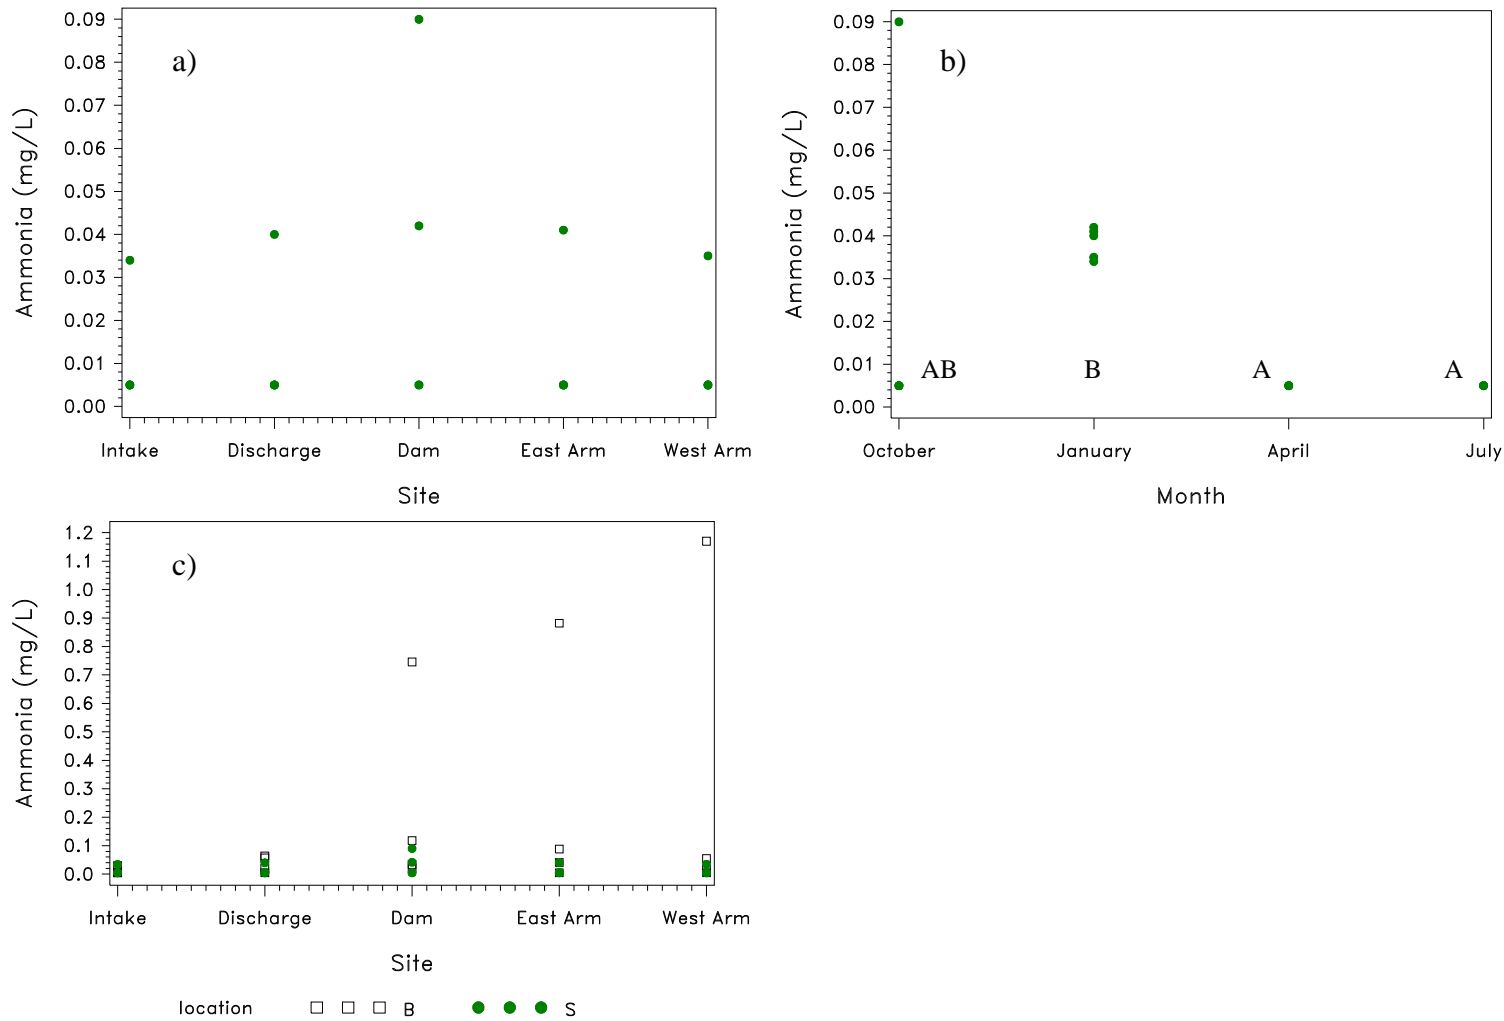 a)
Ammonia (mg/L)
0.09
0.08
0.07
0.06
0.05
0.04
0.03
0.02
0.01
0.00
Intake Discharge Dam East Arm West Arm
Site
b)
Ammonia (mg/L)
0.09
0.08
0.07
0.06
0.05
0.04
0.03
0.02
0.01
0.00
AB B A A
October January April July
Month
c)
Ammonia (mg/L)
1.2
1.1
1.0
0.9
0.8
0.7
0.6
0.5
0.4
0.3
0.2
0.1
0.0
Intake Discharge Dam East Arm West Arm
Site
location B S